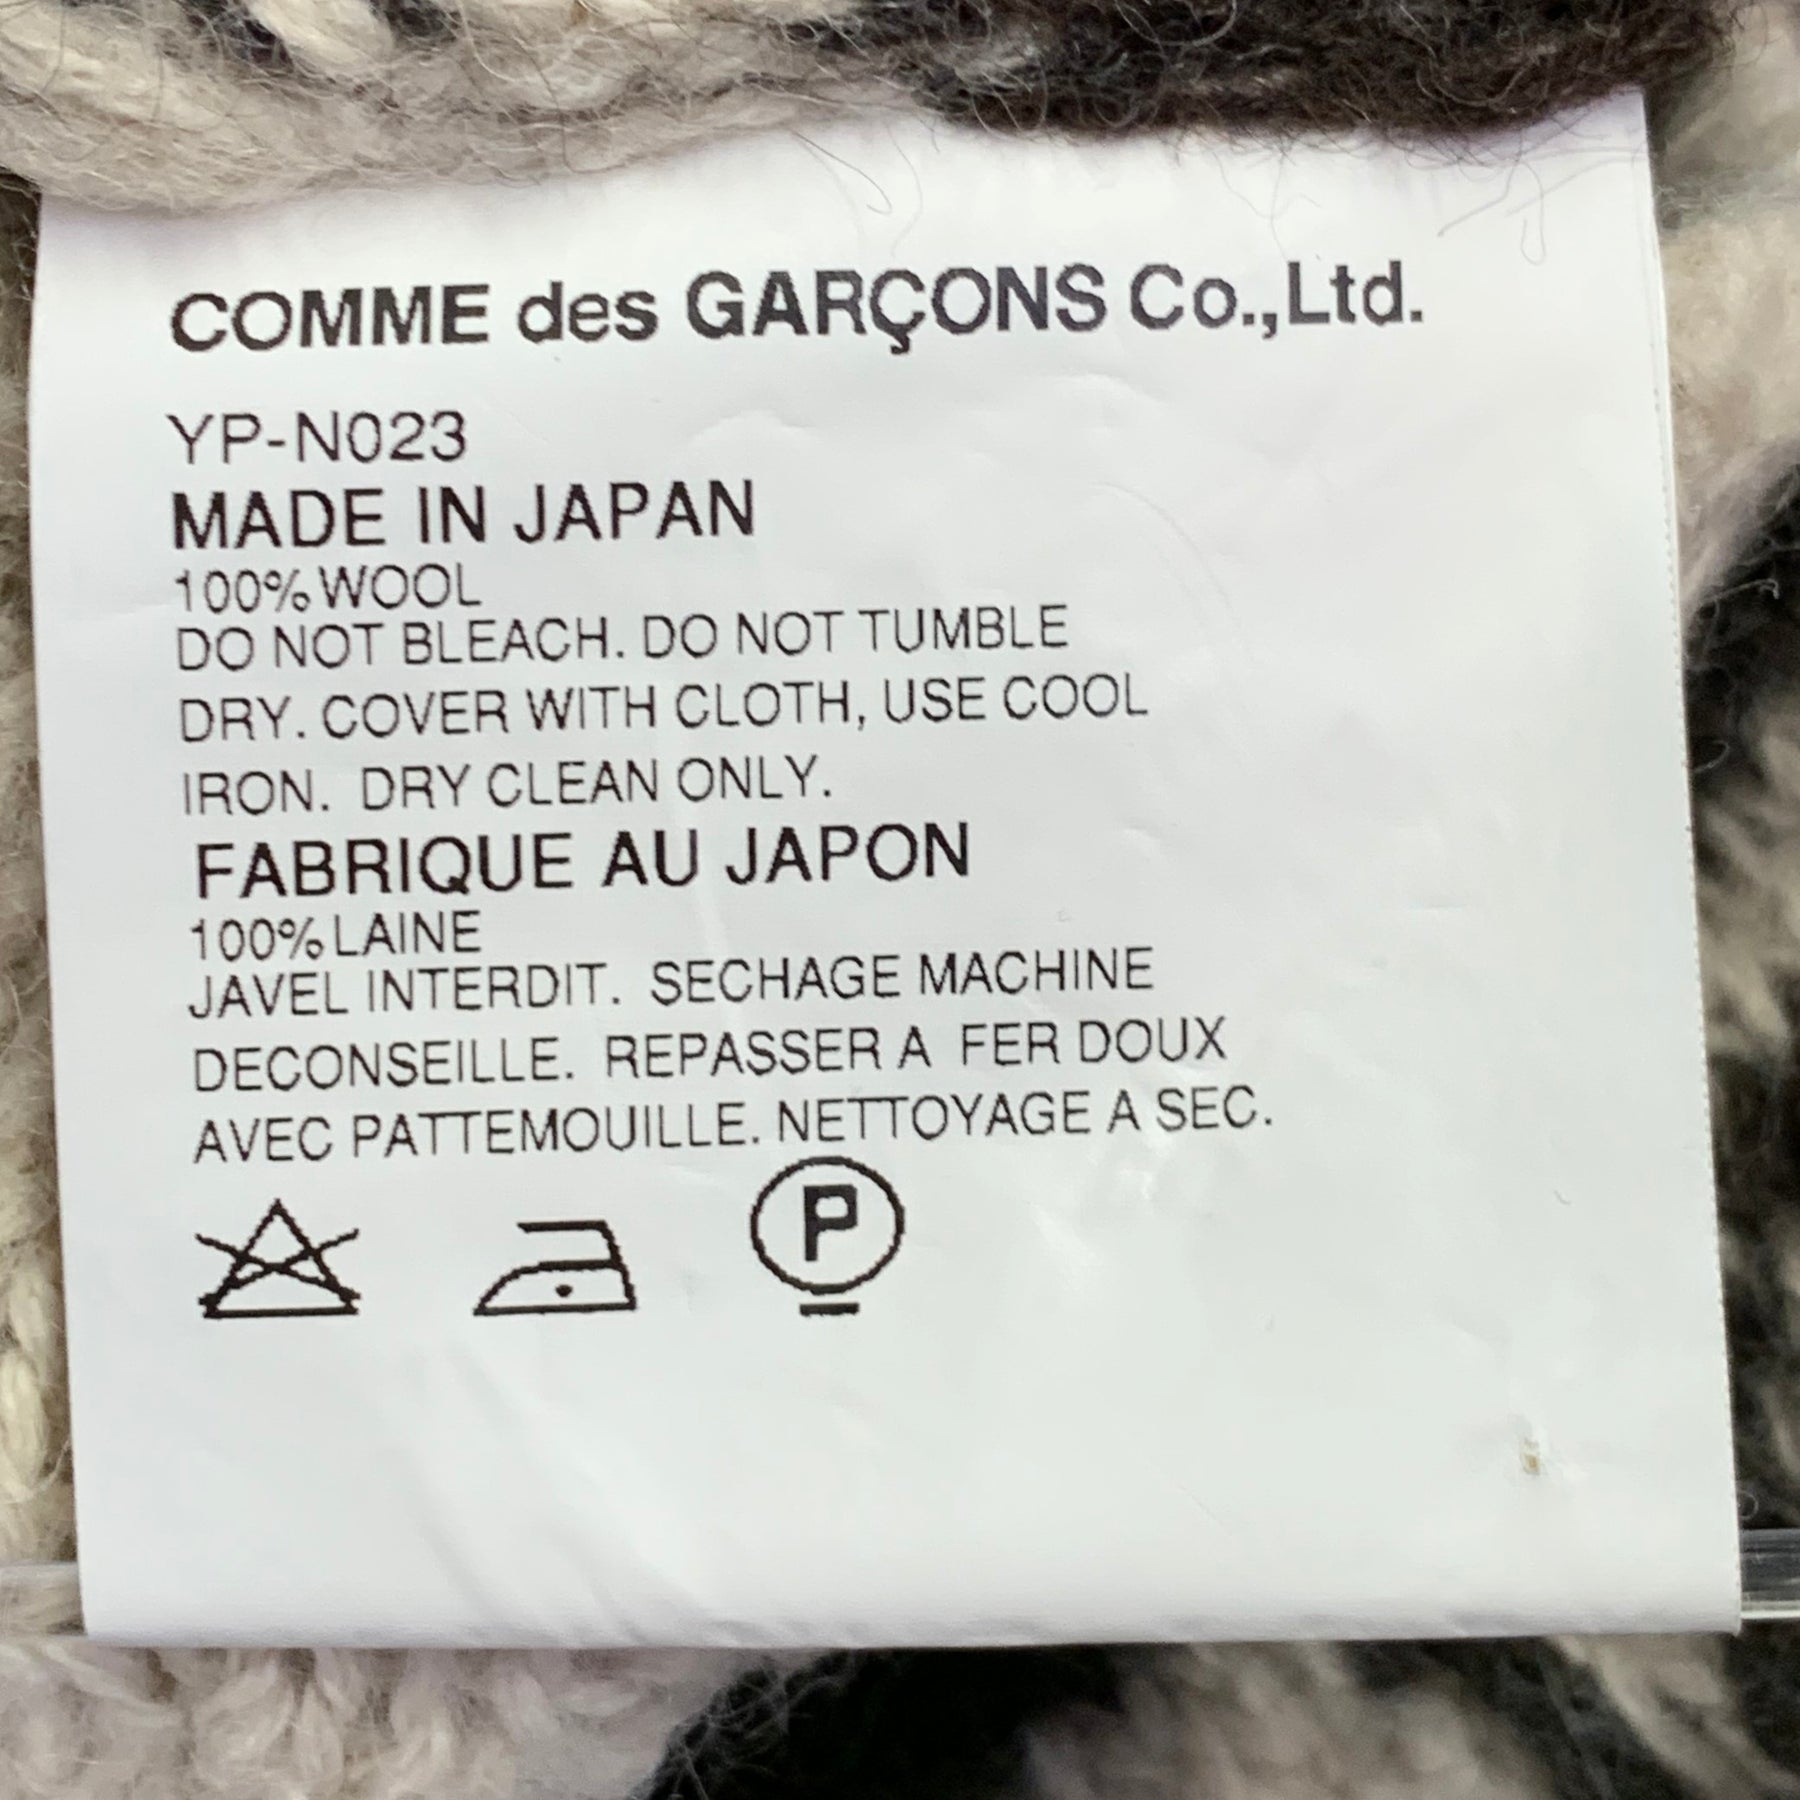 COMME des GARÇONS Co.,Ltd.
YP-N023
MADE IN JAPAN
100% WOOL
DO NOT BLEACH. DO NOT TUMBLE
DRY. COVER WITH CLOTH, USE COOL
IRON. DRY CLEAN ONLY.
FABRIQUE AU JAPON
100% LAINE
JAVEL INTERDIT. SECHAGE MACHINE
DECONSEILLE. REPASSER A FER DOUX
AVEC PATTEMOUILLE. NETTOYAGE A SEC.
P